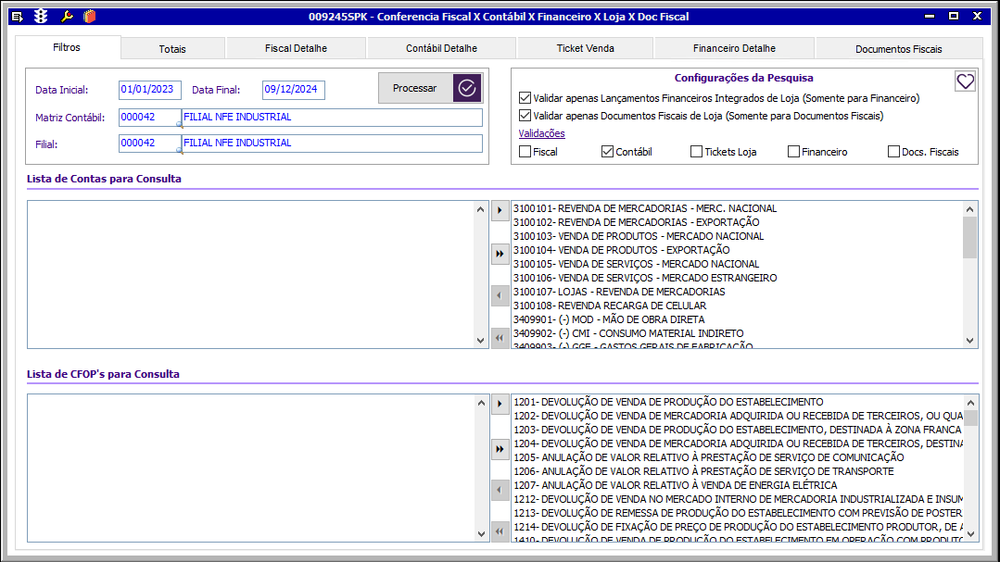 009245SPK - Conferencia Fiscal X Contábil X Financeiro X Loja X Doc Fiscal
Filtros
Totais
Fiscal Detalhe
Contábil Detalhe
Ticket Venda
Financeiro Detalhe
Documentos Fiscais
Data Inicial:
01/01/2023
Data Final:
09/12/2024
Processar
Matriz Contábil:
000042
FILIAL NFE INDUSTRIAL
Filial:
000042
FILIAL NFE INDUSTRIAL
Configurações da Pesquisa
Validar apenas Lançamentos Financeiros Integrados de Loja (Somente para Financeiro)
Validar apenas Documentos Fiscais de Loja (Somente para Documentos Fiscais)
Validações
Fiscal
Contábil
Tickets Loja
Financeiro
Docs. Fiscais
Lista de Contas para Consulta
3100101- REVENDA DE MERCADORIAS - MERC. NACIONAL
3100102- REVENDA DE MERCADORIAS - EXPORTAÇÃO
3100103- VENDA DE PRODUTOS - MERCADO NACIONAL
3100104- VENDA DE PRODUTOS - EXPORTAÇÃO
3100105- VENDA DE SERVIÇOS - MERCADO NACIONAL
3100106- VENDA DE SERVIÇOS - MERCADO ESTRANGEIRO
3100107- LOJAS - REVENDA DE MERCADORIAS
3100108- REVENDA RECARGA DE CELULAR
3409901- (-) MOD - MÃO DE OBRA DIRETA
3409902- (-) CMI - CONSUMO MATERIAL INDIRETO
3409903- (-) GGF - GASTOS GERAIS DE FABRICAÇÃO
Lista de CFOP's para Consulta
1201- DEVOLUÇÃO DE VENDA DE PRODUÇÃO DO ESTABELECIMENTO
1202- DEVOLUÇÃO DE VENDA DE MERCADORIA ADQUIRIDA OU RECEBIDA DE TERCEIROS, OU QUA
1203- DEVOLUÇÃO DE VENDA DE PRODUÇÃO DO ESTABELECIMENTO, DESTINADA À ZONA FRANCA
1204- DEVOLUÇÃO DE VENDA DE MERCADORIA ADQUIRIDA OU RECEBIDA DE TERCEIROS, DESTINA
1205- ANULAÇÃO DE VALOR RELATIVO À PRESTAÇÃO DE SERVIÇO DE COMUNICAÇÃO
1206- ANULAÇÃO DE VALOR RELATIVO À PRESTAÇÃO DE SERVIÇO DE TRANSPORTE
1207- ANULAÇÃO DE VALOR RELATIVO À VENDA DE ENERGIA ELÉTRICA
1212- DEVOLUÇÃO DE VENDA NO MERCADO INTERNO DE MERCADORIA INDUSTRIALIZADA E INSUM
1213- DEVOLUÇÃO DE REMESSA DE PRODUÇÃO DO ESTABELECIMENTO COM PREVISÃO DE POSTER
1214- DEVOLUÇÃO DE FIXAÇÃO DE PREÇO DE PRODUÇÃO DO ESTABELECIMENTO PRODUTOR, DE A
1410- DEVOLUÇÃO DE VENDA DE PRODUÇÃO DO ESTABELECIMENTO EM OPERAÇÃO COM PRODUTO